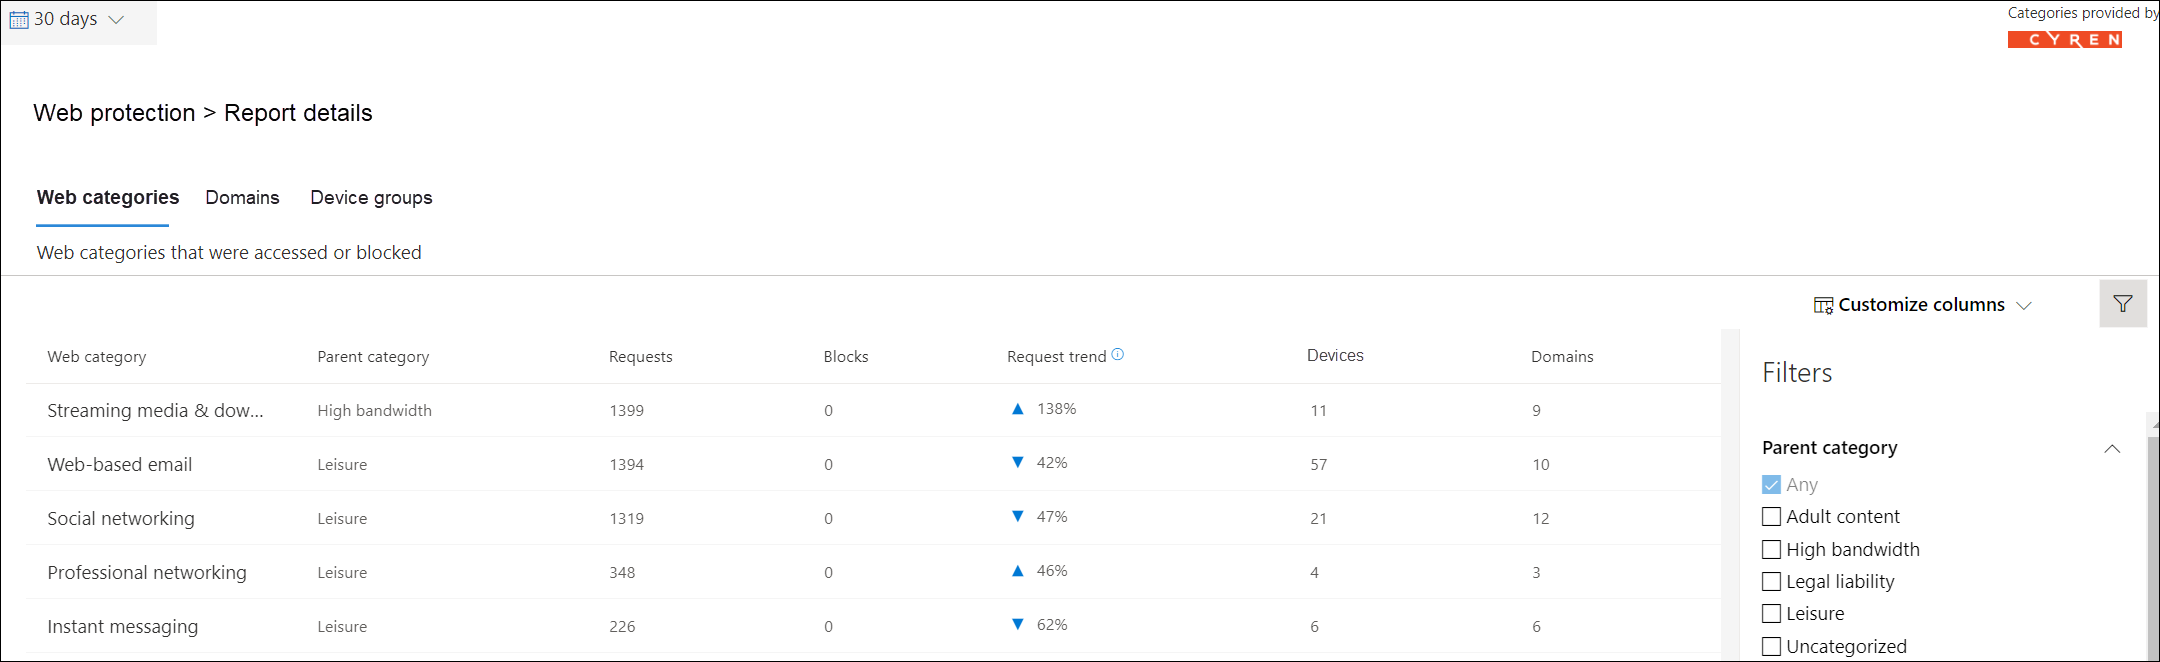 30 days
Categories provided by
CYREN
Web protection > Report details
Web categories Domains Device groups
Web categories that were accessed or blocked
Customize columns
Web category Parent category Requests Blocks Request trend Devices Domains
Streaming media & dow... High bandwidth 1399 0 138% 11 9
Web-based email Leisure 1394 0 42% 57 10
Social networking Leisure 1319 0 47% 21 12
Professional networking Leisure 348 0 46% 4 3
Instant messaging Leisure 226 0 62% 6 6
Filters
Parent category
Any
Adult content
High bandwidth
Legal liability
Leisure
Uncategorized